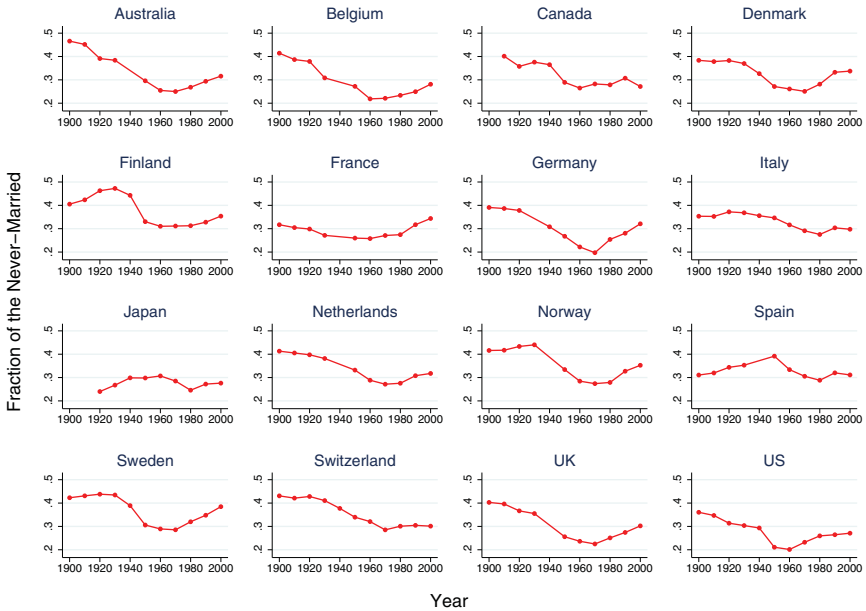 Australia Belgium Canada Denmark
.5 .5 .5 .5
.4 .4 .4 .4
.3 .3 .3 .3
.2 .2 .2 .2
1900 1920 1940 1960 1980 2000 1900 1920 1940 1960 1980 2000 1900 1920 1940 1960 1980 2000 1900 1920 1940 1960 1980 2000
Finland France Germany Italy
.5 .5 .5 .5
.4 .4 .4 .4
.3 .3 .3 .3
.2 .2 .2 .2
1900 1920 1940 1960 1980 2000 1900 1920 1940 1960 1980 2000 1900 1920 1940 1960 1980 2000 1900 1920 1940 1960 1980 2000
Fraction of the Never−Married
Japan Netherlands Norway Spain
.5 .5 .5 .5
.4 .4 .4 .4
.3 .3 .3 .3
.2 .2 .2 .2
1900 1920 1940 1960 1980 2000 1900 1920 1940 1960 1980 2000 1900 1920 1940 1960 1980 2000 1900 1920 1940 1960 1980 2000
Sweden Switzerland UK US
.5 .5 .5 .5
.4 .4 .4 .4
.3 .3 .3 .3
.2 .2 .2 .2
1900 1920 1940 1960 1980 2000 1900 1920 1940 1960 1980 2000 1900 1920 1940 1960 1980 2000 1900 1920 1940 1960 1980 2000
Year